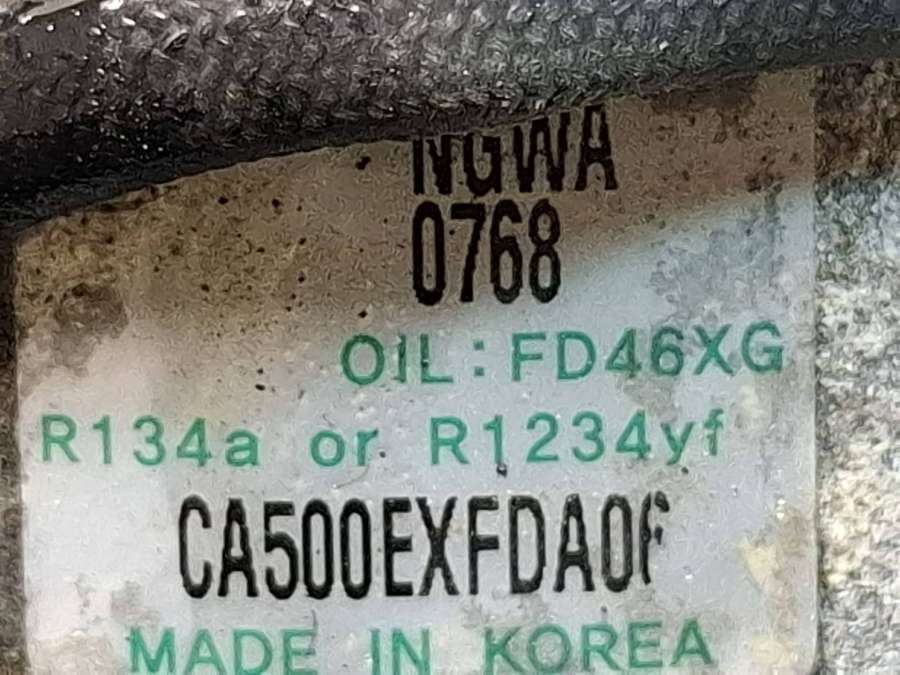 NGWA
0768
OIL:FD46XG
R134a or R1234yf
CA500EXFDA0F
MADE IN KOREA